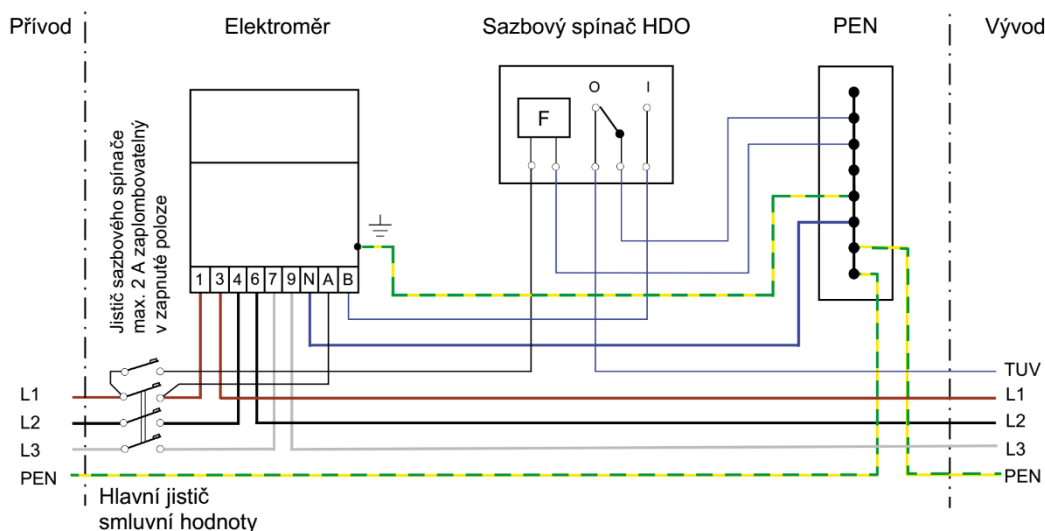 Přívod
Elektroměr
Sazbový spínač HDO
PEN
Vývod
O
I
F
Jistič sazbového spínače
max. 2 A zaplombovatelný
v zapnuté poloze
1 3 4 6 7 9 N A B
TUV
L1
L1
L2
L2
L3
L3
PEN
PEN
Hlavní jistič
smluvní hodnoty